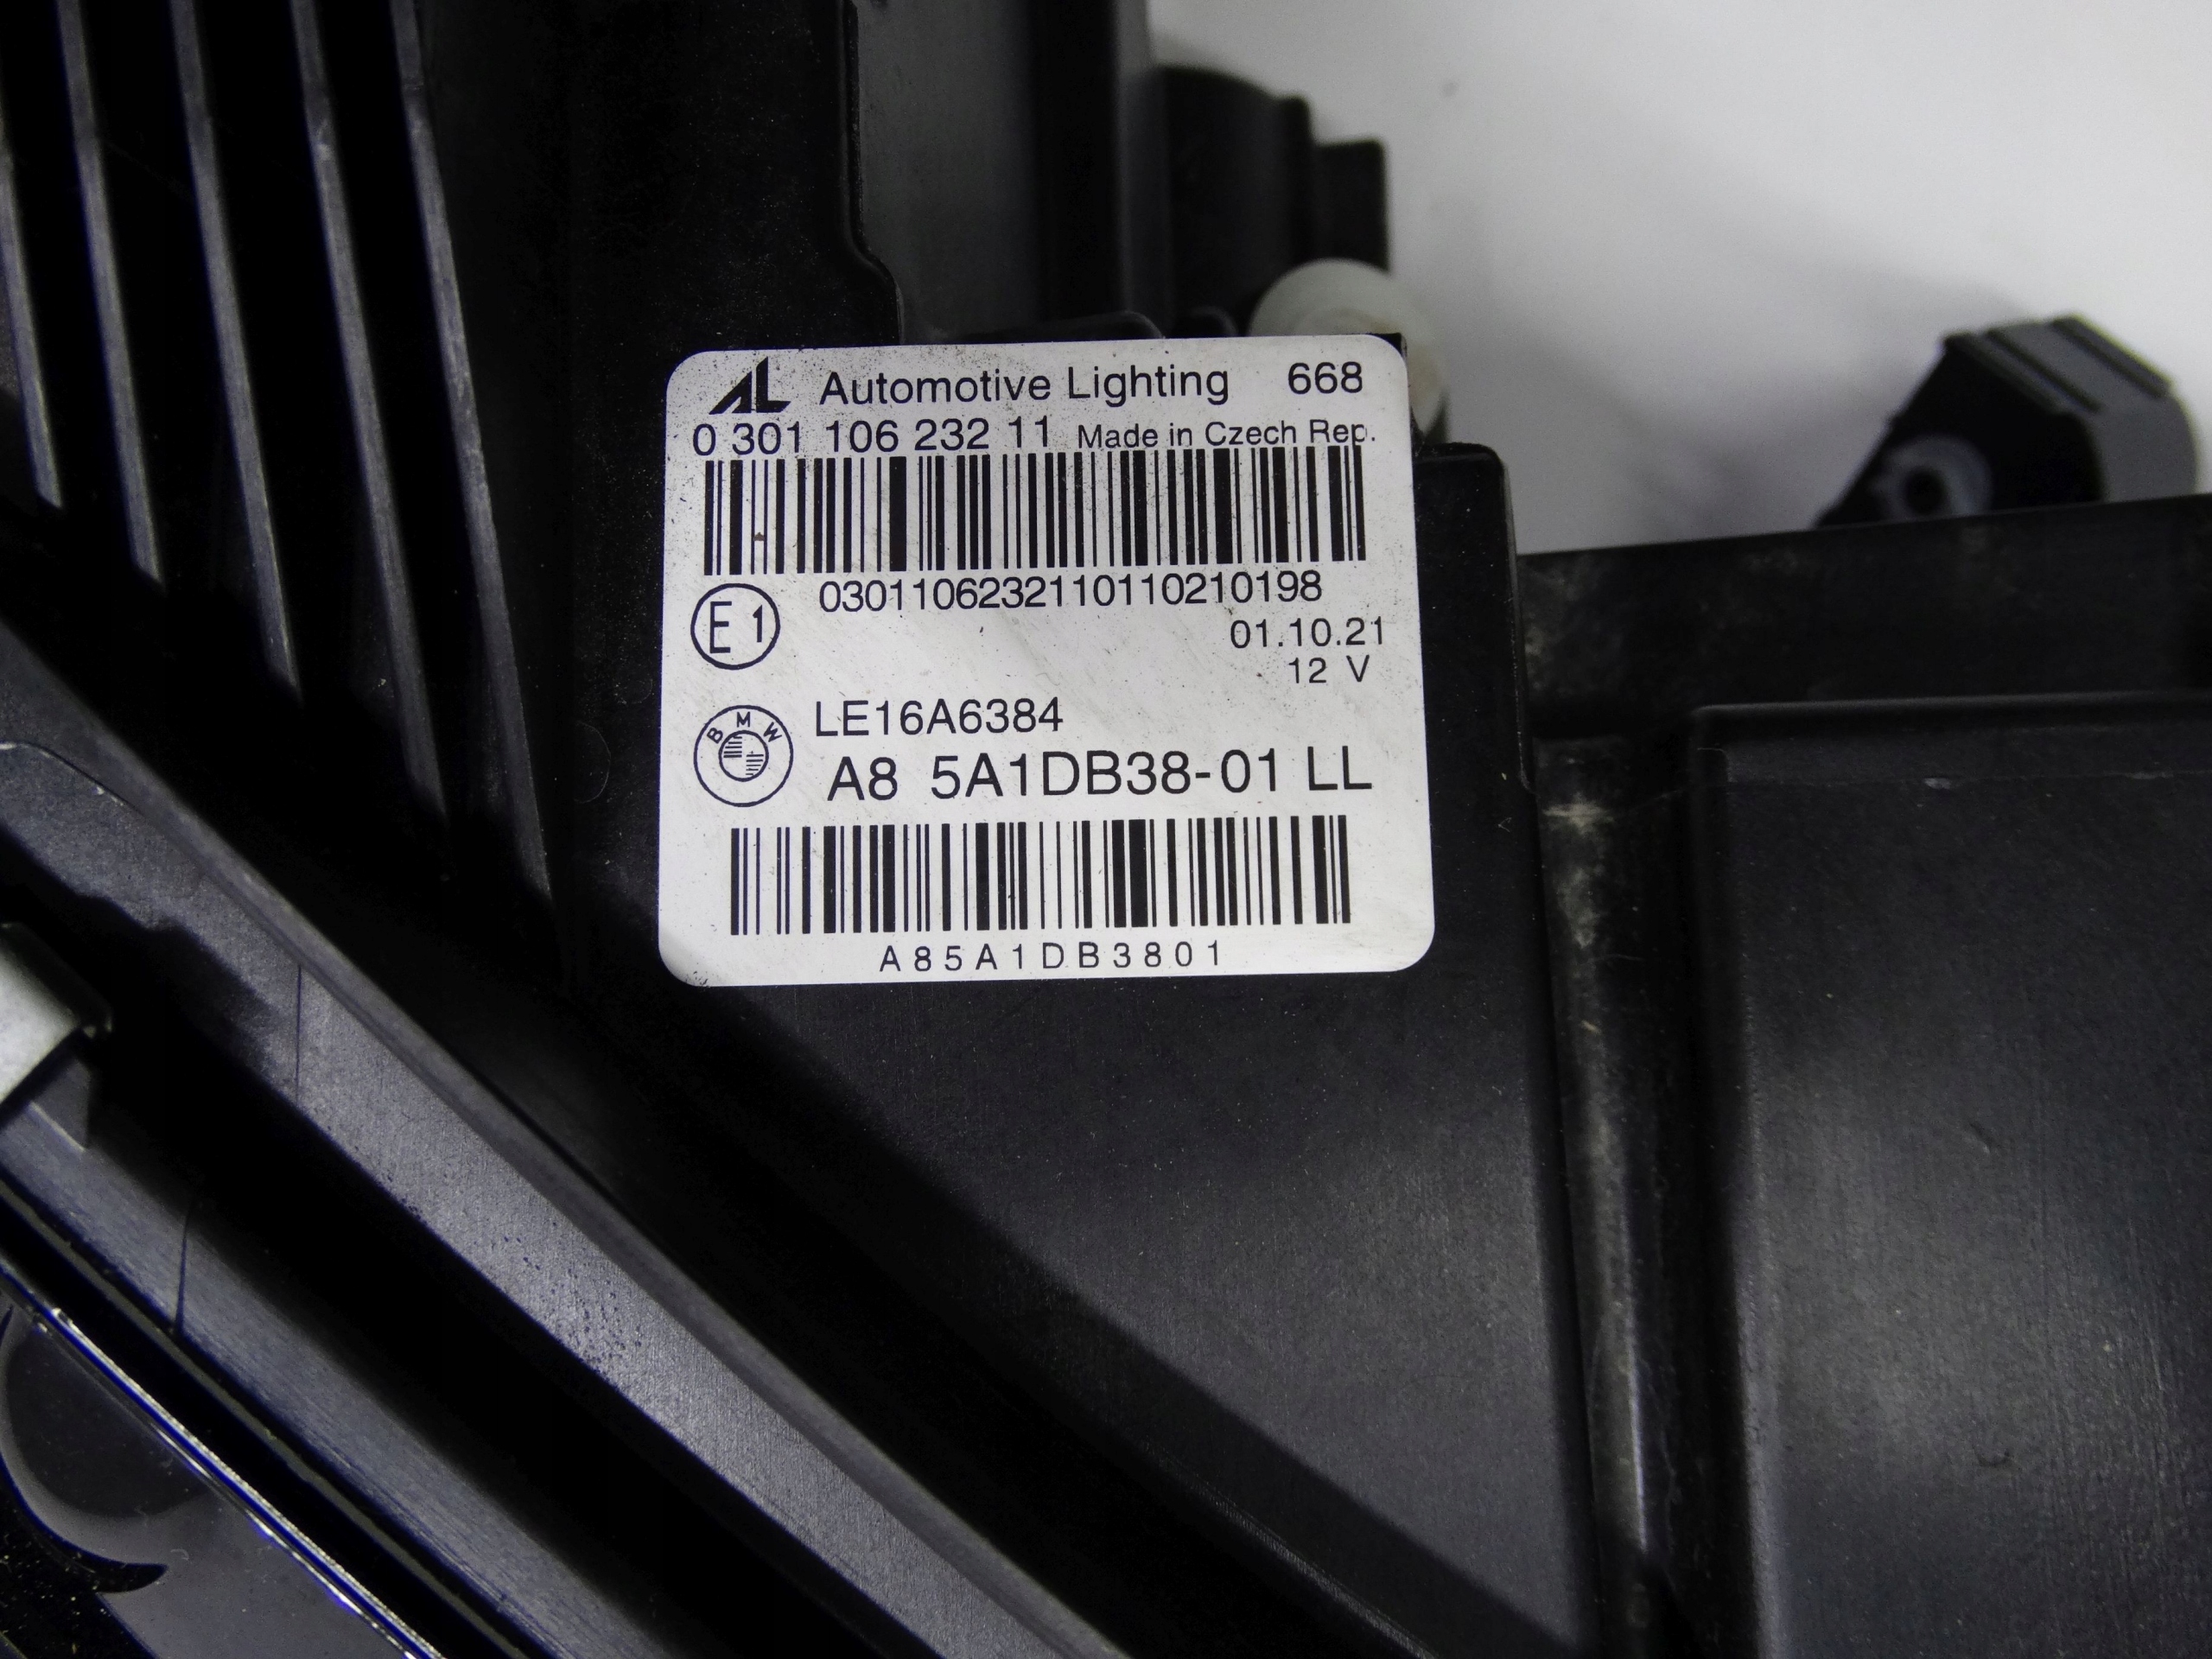 AL Automotive Lighting 668
0 301 106 232 11 Made in Czech Rep.
0301106232110110210198
E1
01.10.21
12 V
LE16A6384
BMW
A8 5A1DB38-01 LL
A85A1DB3801